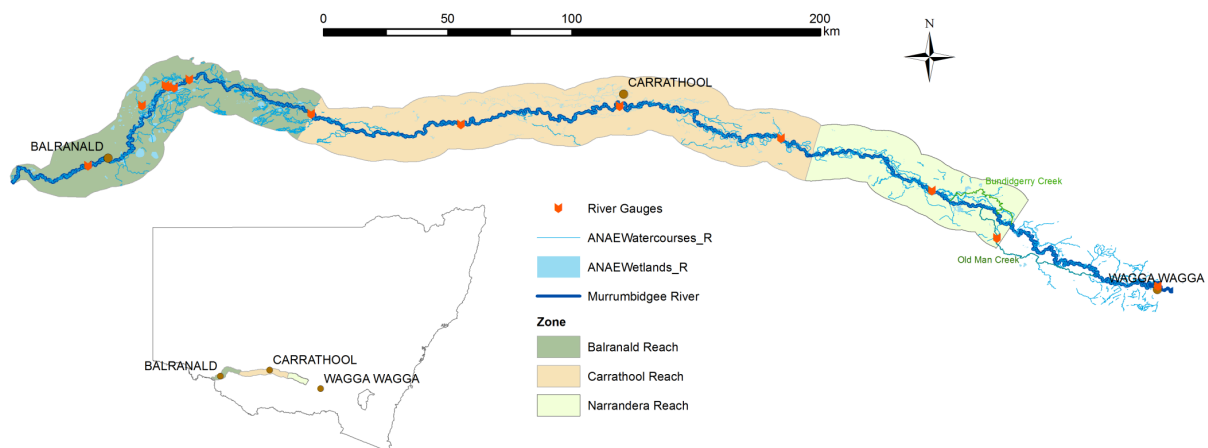 0 55 100 200
km
N
CARRATHOOL
BALRANALD
Bundidgerry Creek
Old Man Creek
WAGGA WAGGA
River Gauges
ANAEWatercourses_R
ANAEWetlands_R
Murrumbidgee River
Zone
Balranald Reach
Carrathool Reach
Narrandera Reach
BALRANALD
CARRATHOOL
WAGGA WAGGA